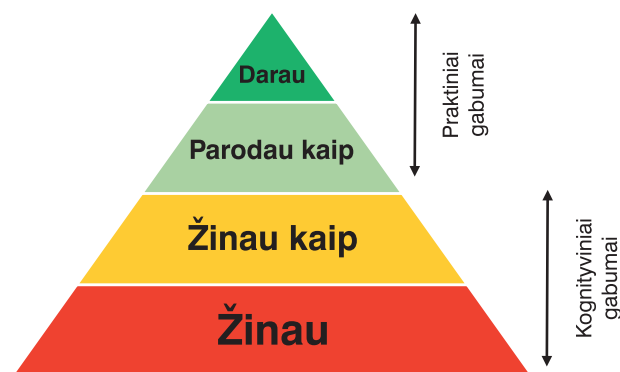 Darau
Parodau kaip
Žinau kaip
Žinau
Praktiniai
gabumai
Kognityviniai
gabumai